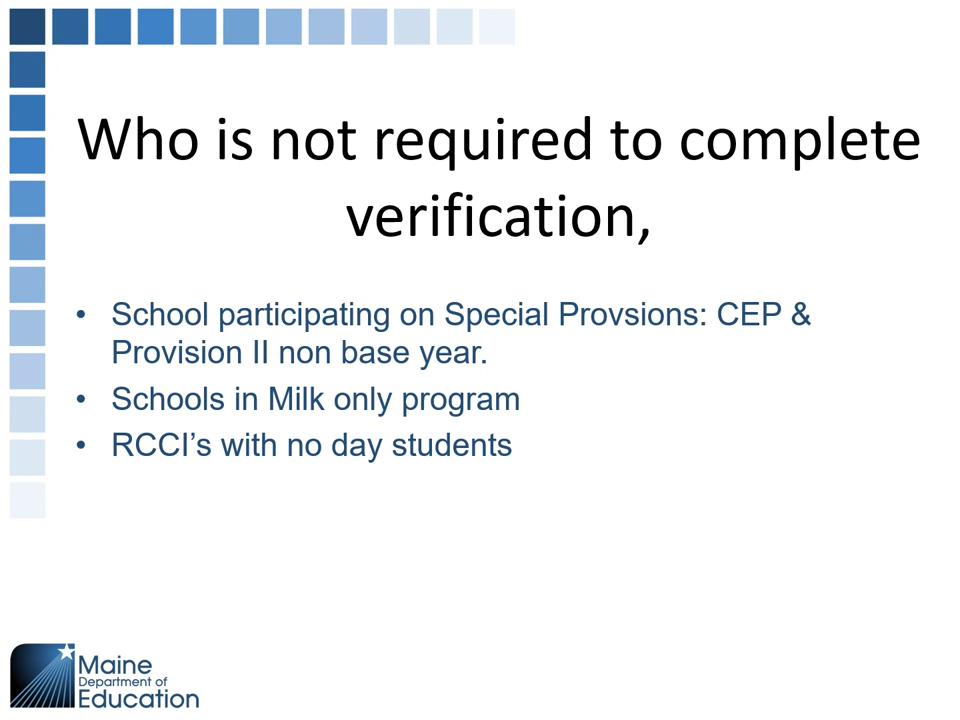 Who is not required to complete
verification,
• School participating on Special Provsions: CEP &
Provision II non base year.
• Schools in Milk only program
• RCCI’s with no day students
Maine
Department of
Education